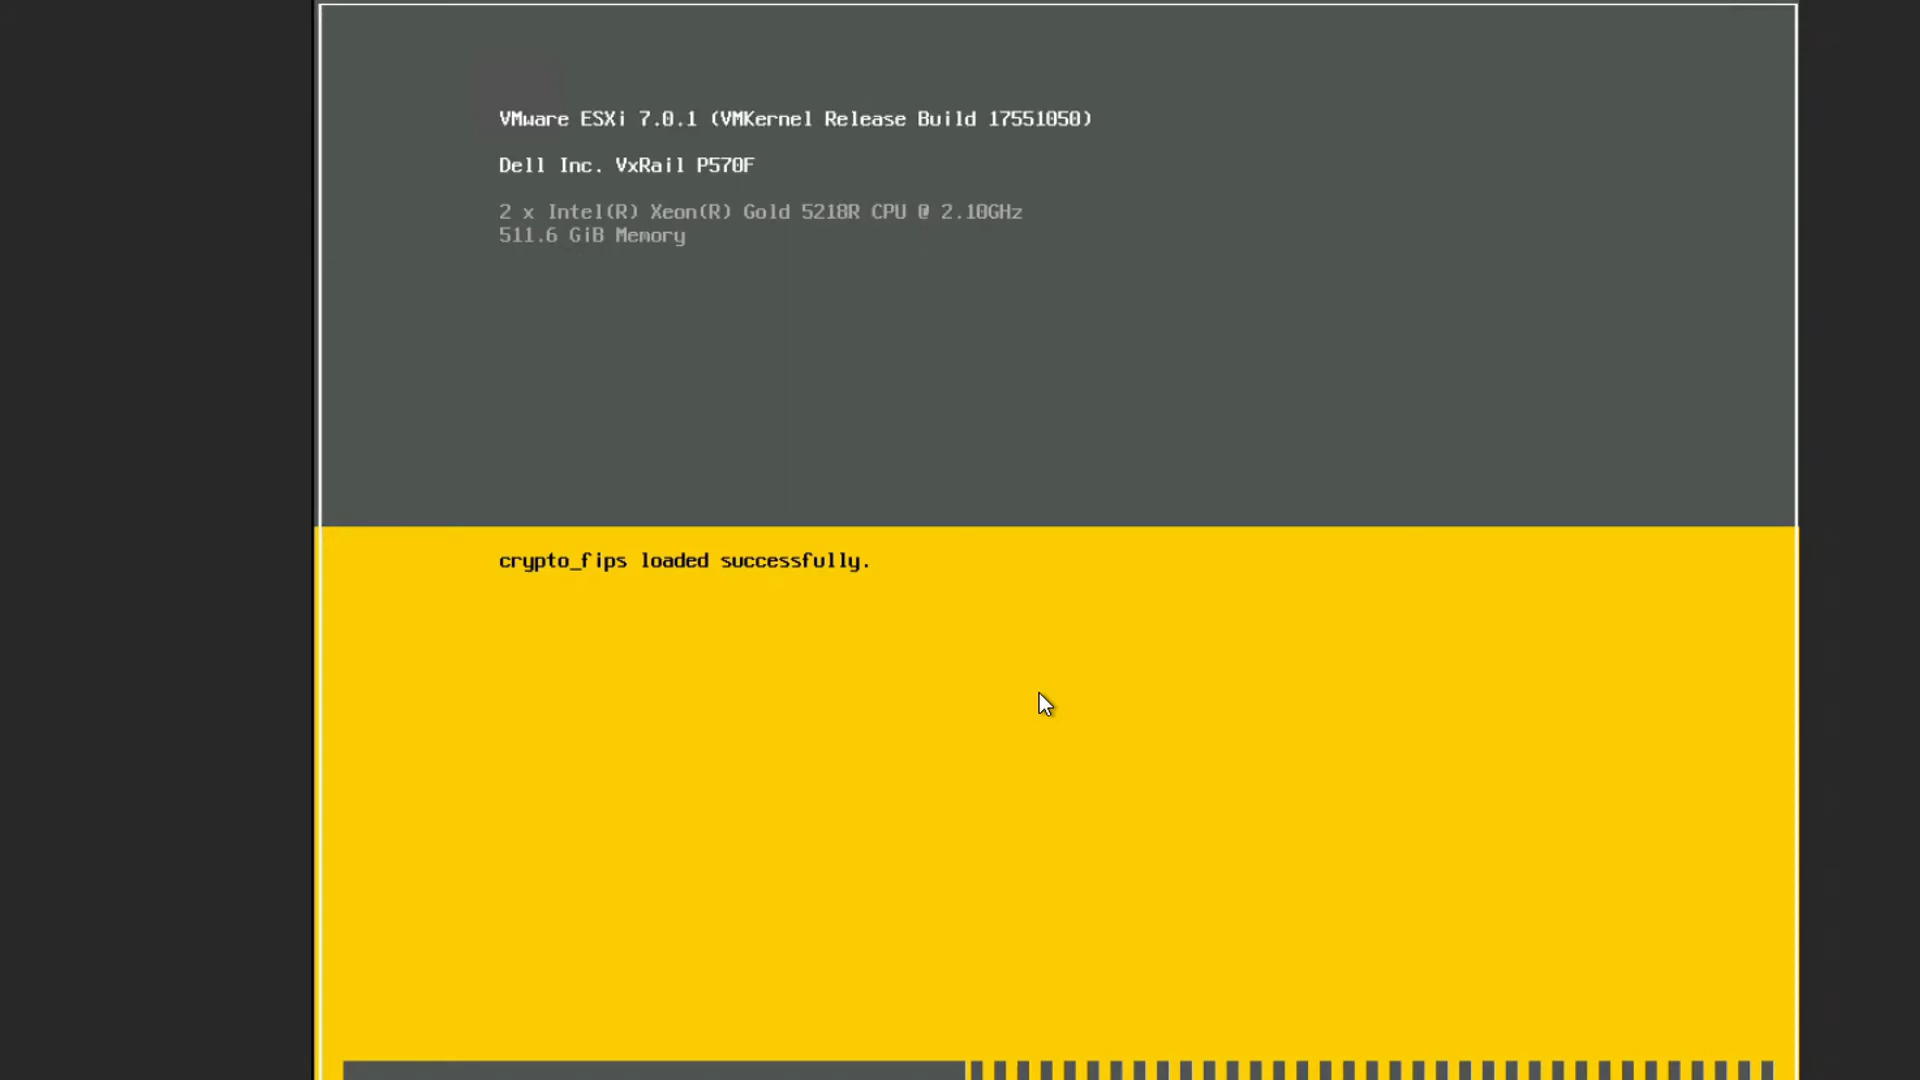 VMware ESXi 7.0.1 (VMKernel Release Build 17551050)
Dell Inc. VxRail P570F
2 x Intel(R) Xeon(R) Gold 5218R CPU @ 2.10GHz
511.6 GiB Memory
crypto_fips loaded successfully.